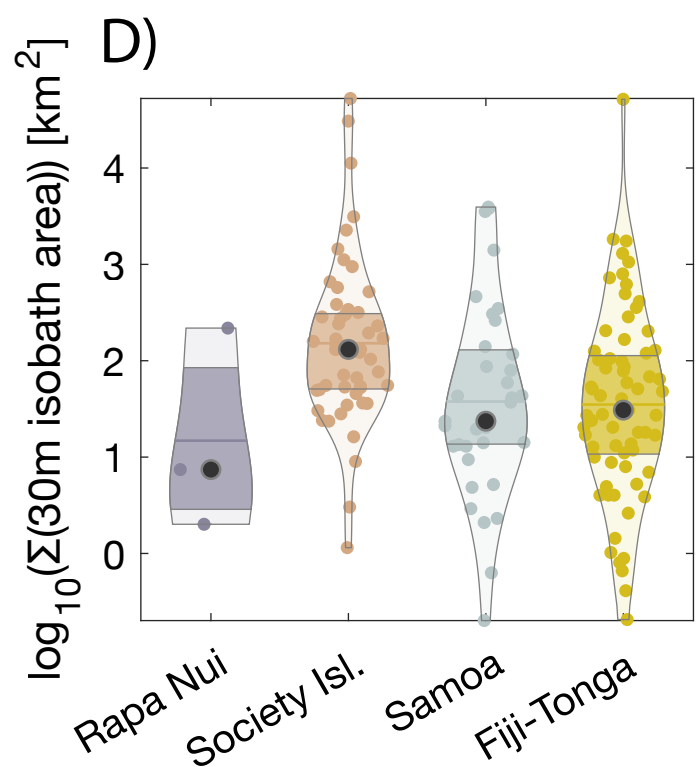 D)
log₁₀(Σ(30m isobath area)) [km²]
4
3
2
1
0
Rapa Nui
Society Isl.
Samoa
Fiji-Tonga